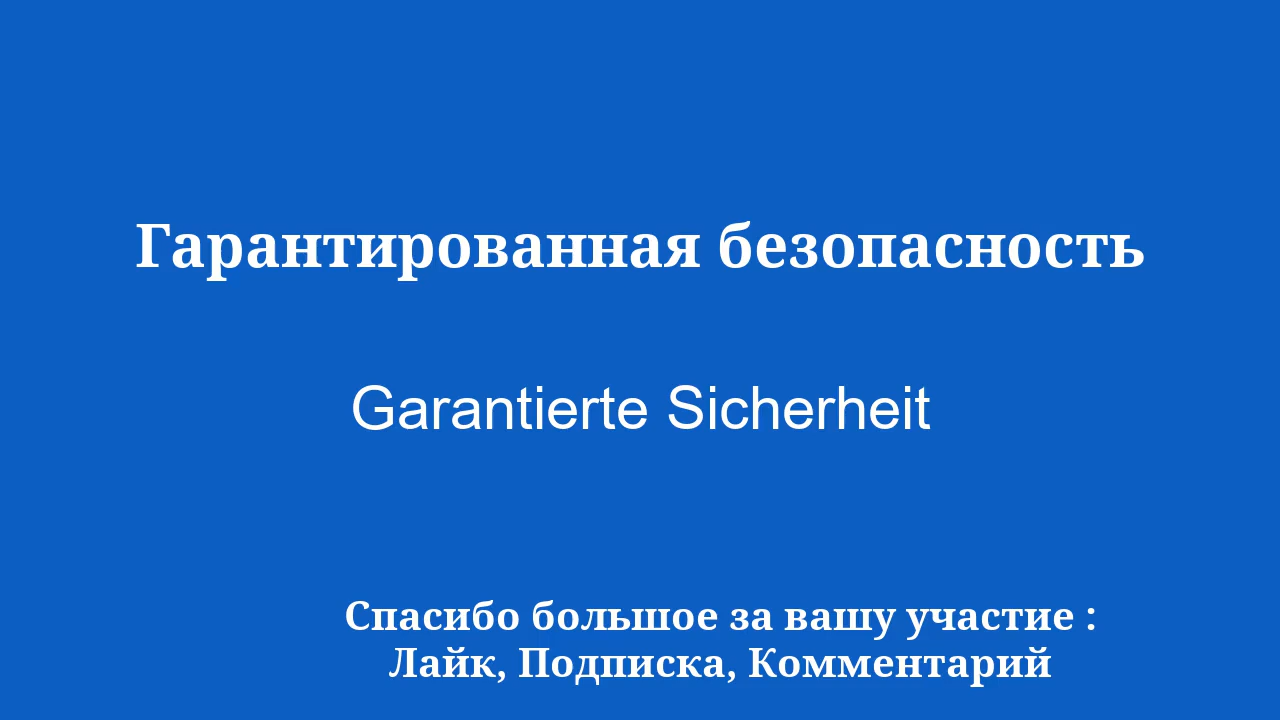 Гарантированная безопасность
Garantierte Sicherheit
Спасибо большое за вашу участие :
Лайк, Подписка, Комментарий